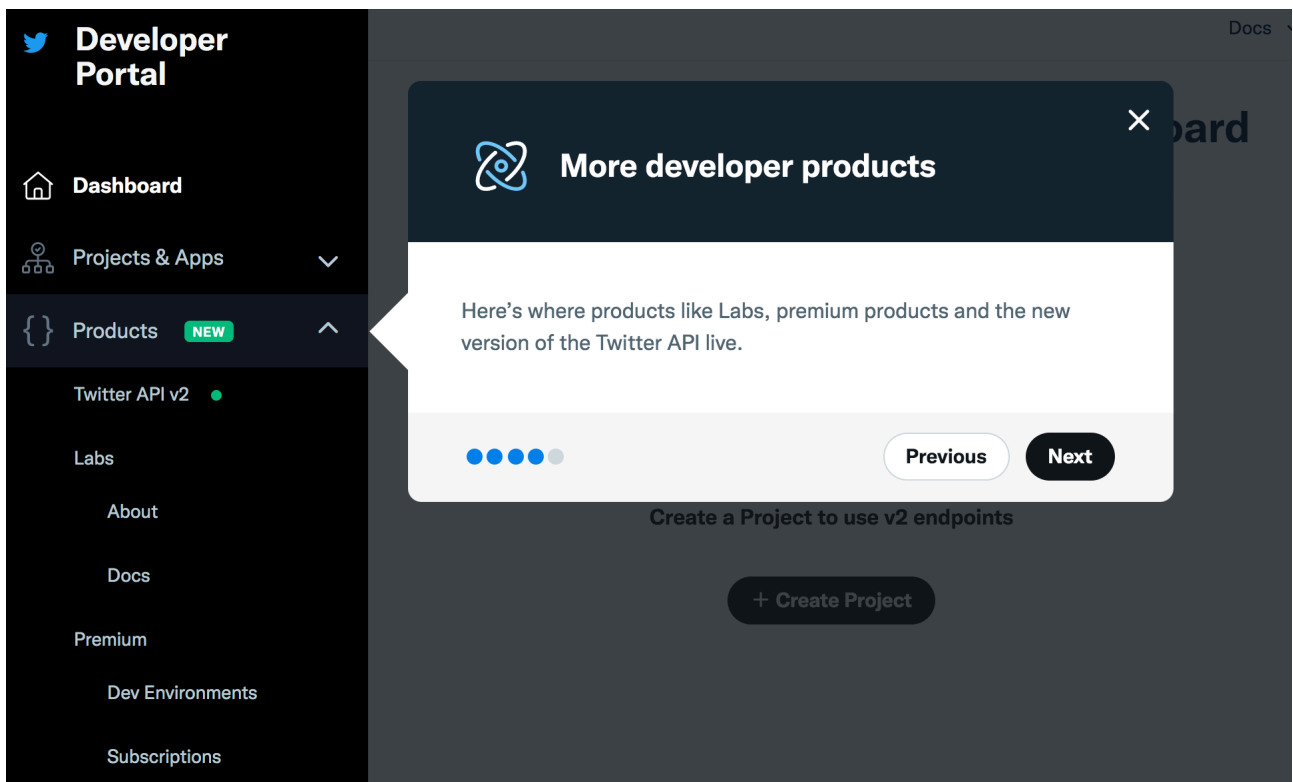 Developer
Portal
Dashboard
Projects & Apps
Products NEW
Twitter API v2
Labs
About
Docs
Premium
Dev Environments
Subscriptions
Docs
More developer products
Here's where products like Labs, premium products and the new
version of the Twitter API live.
Previous Next
Create a Project to use v2 endpoints
+ Create Project